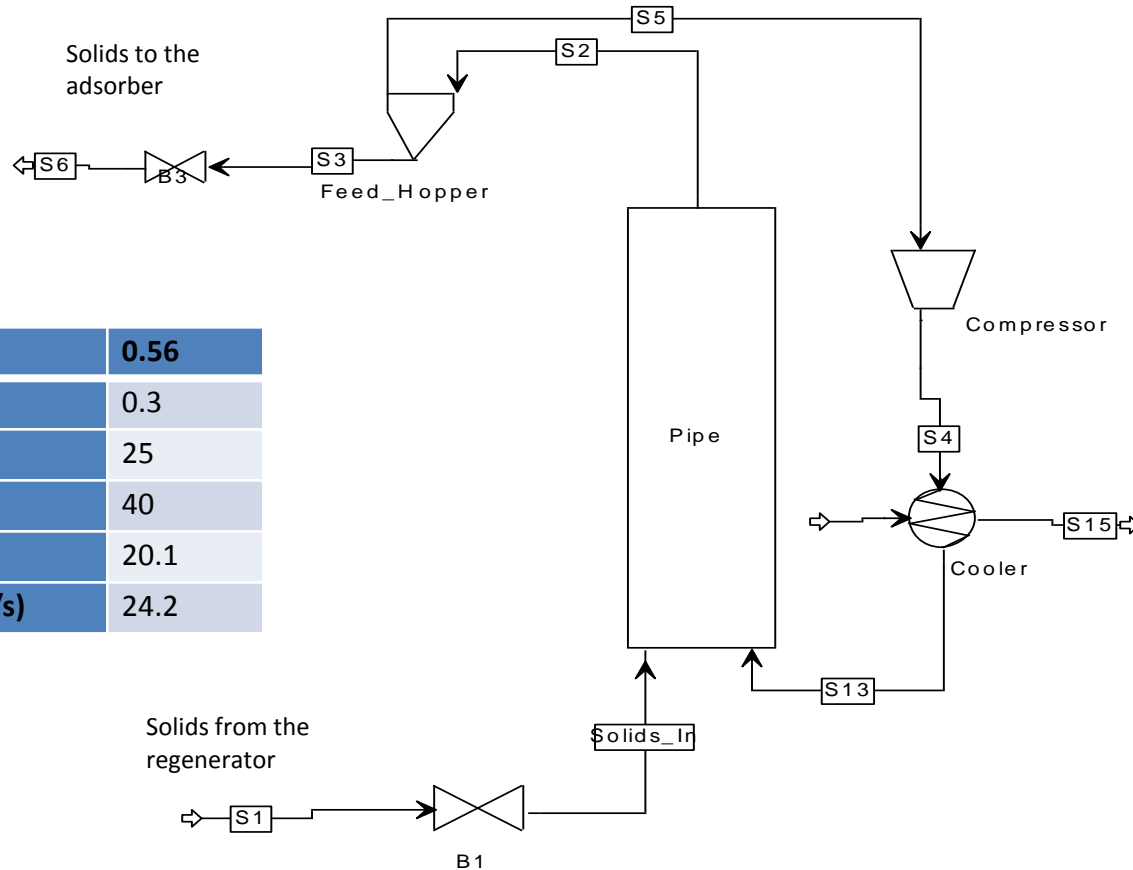 S5
S2
Solids to the
adsorber
S6
B3
S3
Feed_Hopper
Compressor
0.56
0.3
25
40
20.1
/s) 24.2
Pipe
S4
S15
Cooler
S13
Solids from the
regenerator
Solids_In
S1
B1